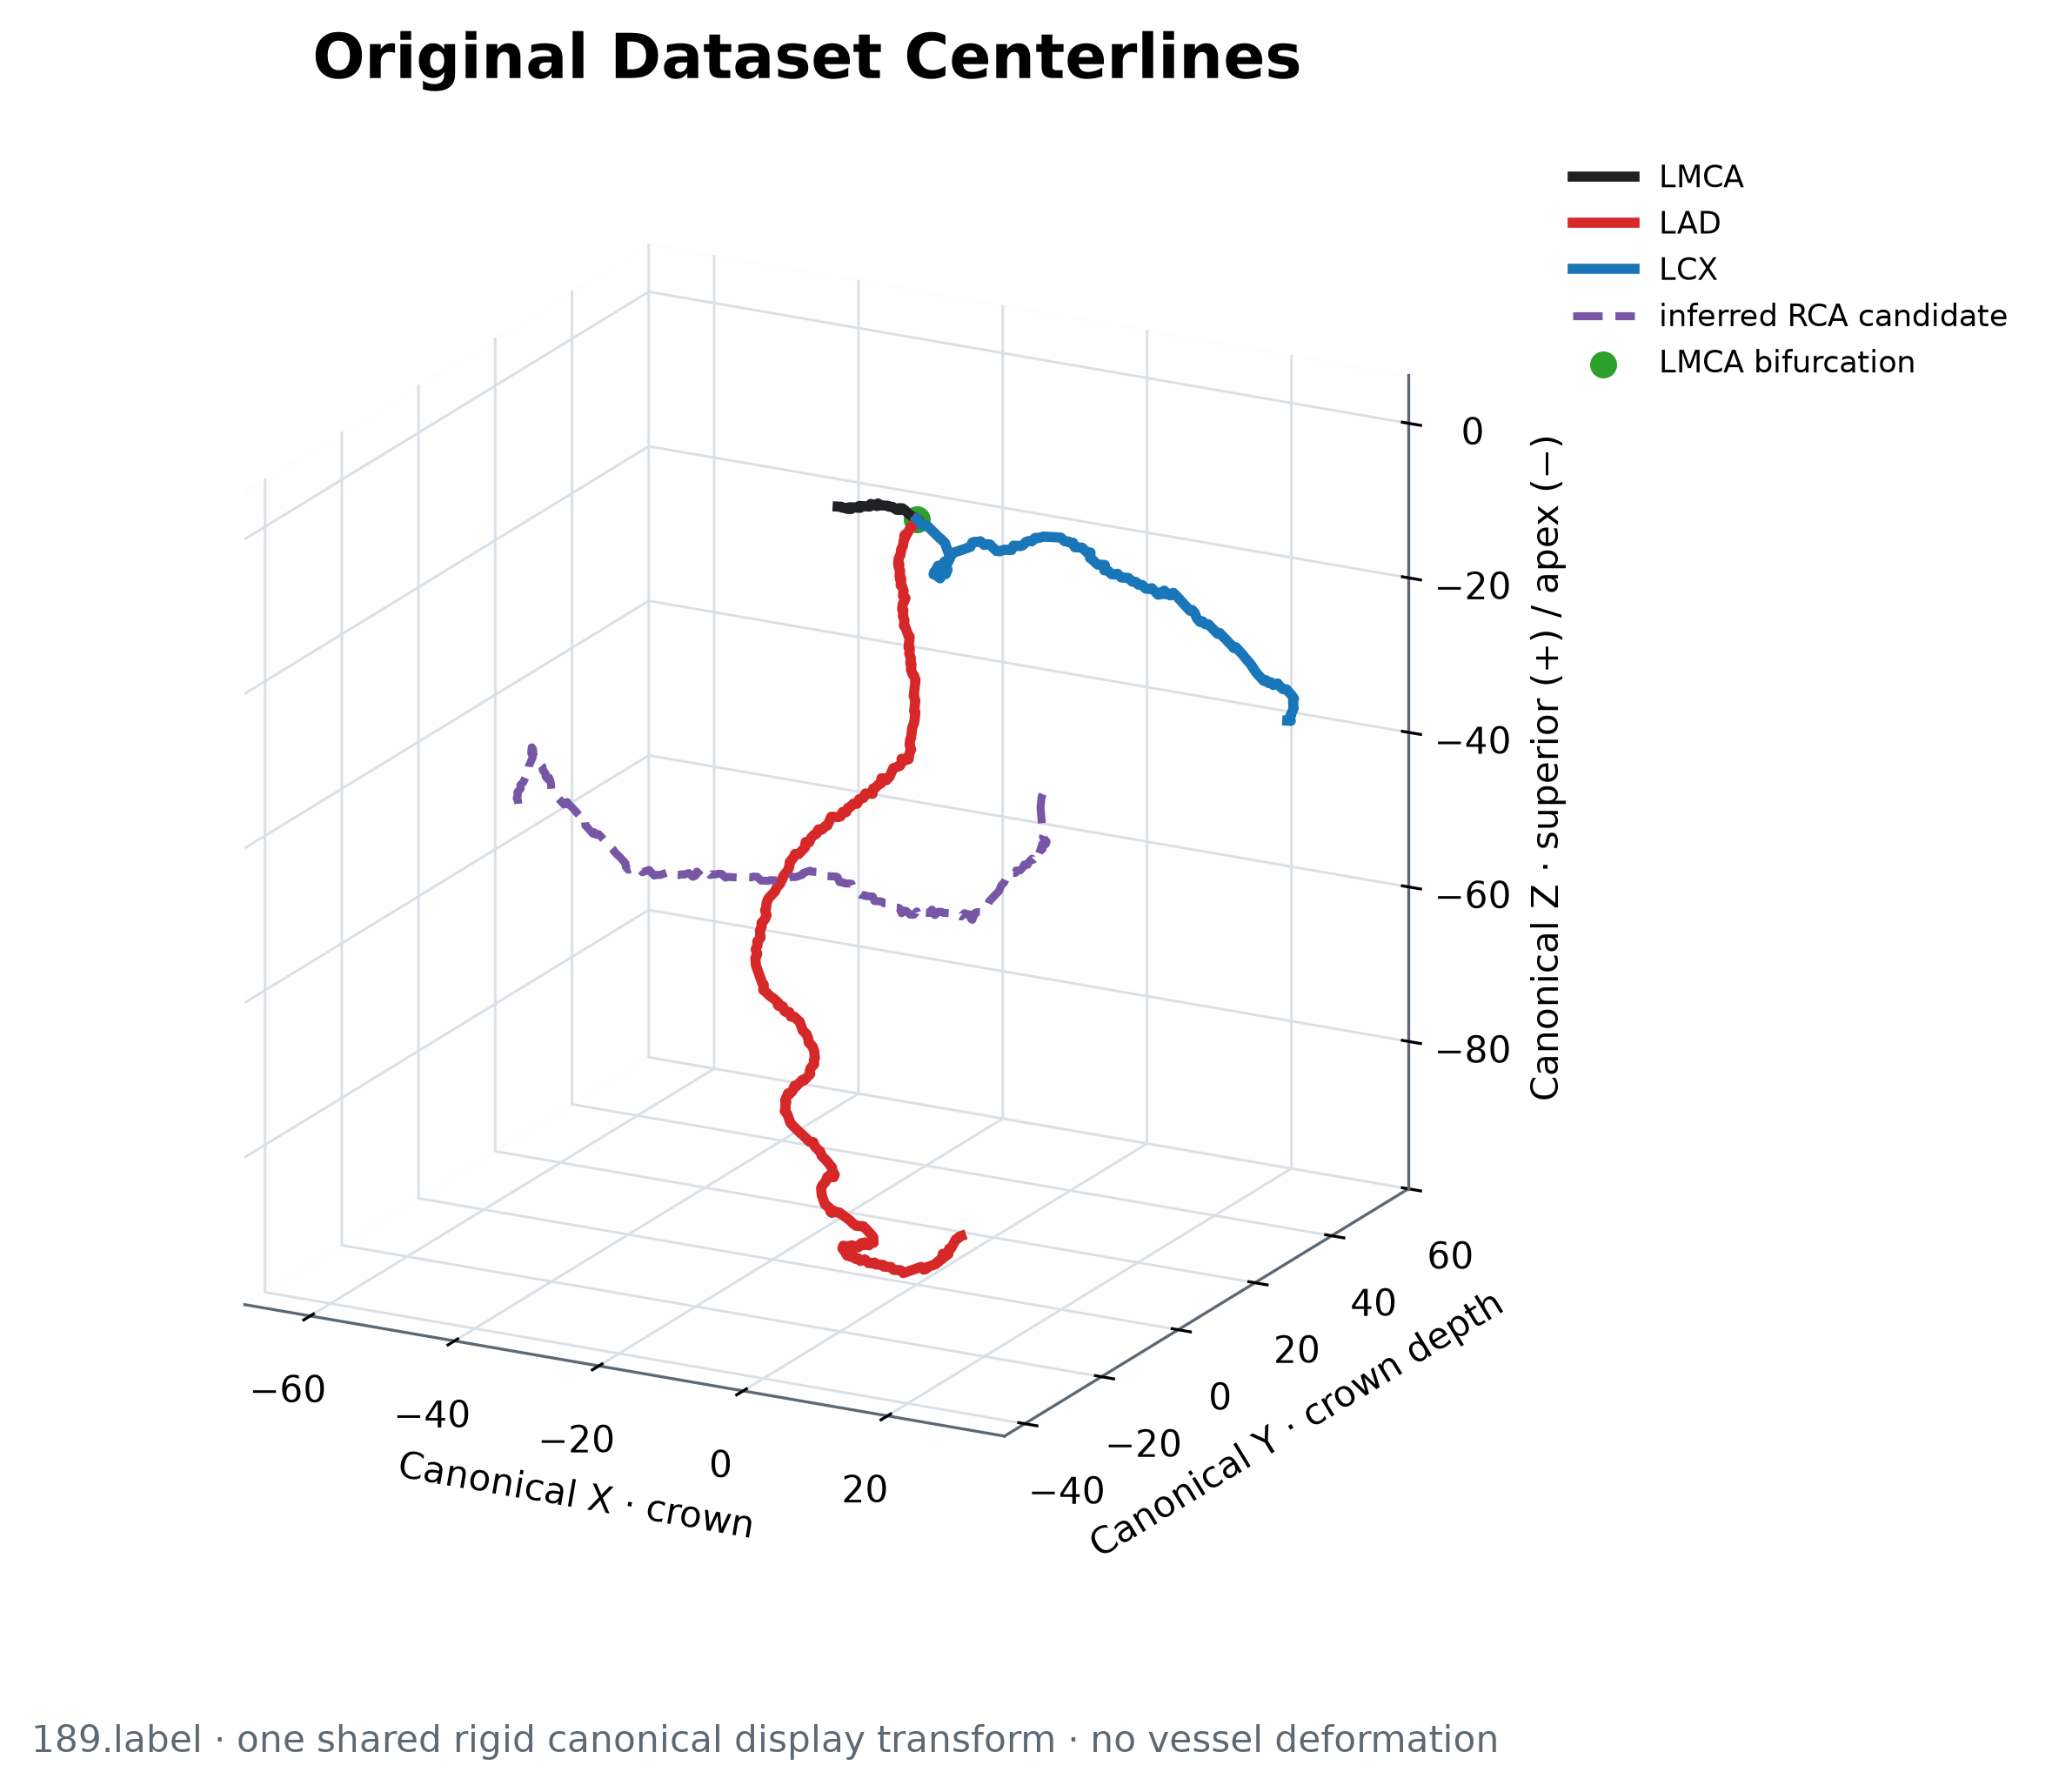 Original Dataset Centerlines
LMCA
LAD
LCX
inferred RCA candidate
LMCA bifurcation
0
−20
−40
−60
−80
Canonical Z · superior (+) / apex (−)
60
40
20
0
−20
−40
Canonical Y · crown depth
−60
−40
−20
0
20
Canonical X · crown
189.label · one shared rigid canonical display transform · no vessel deformation